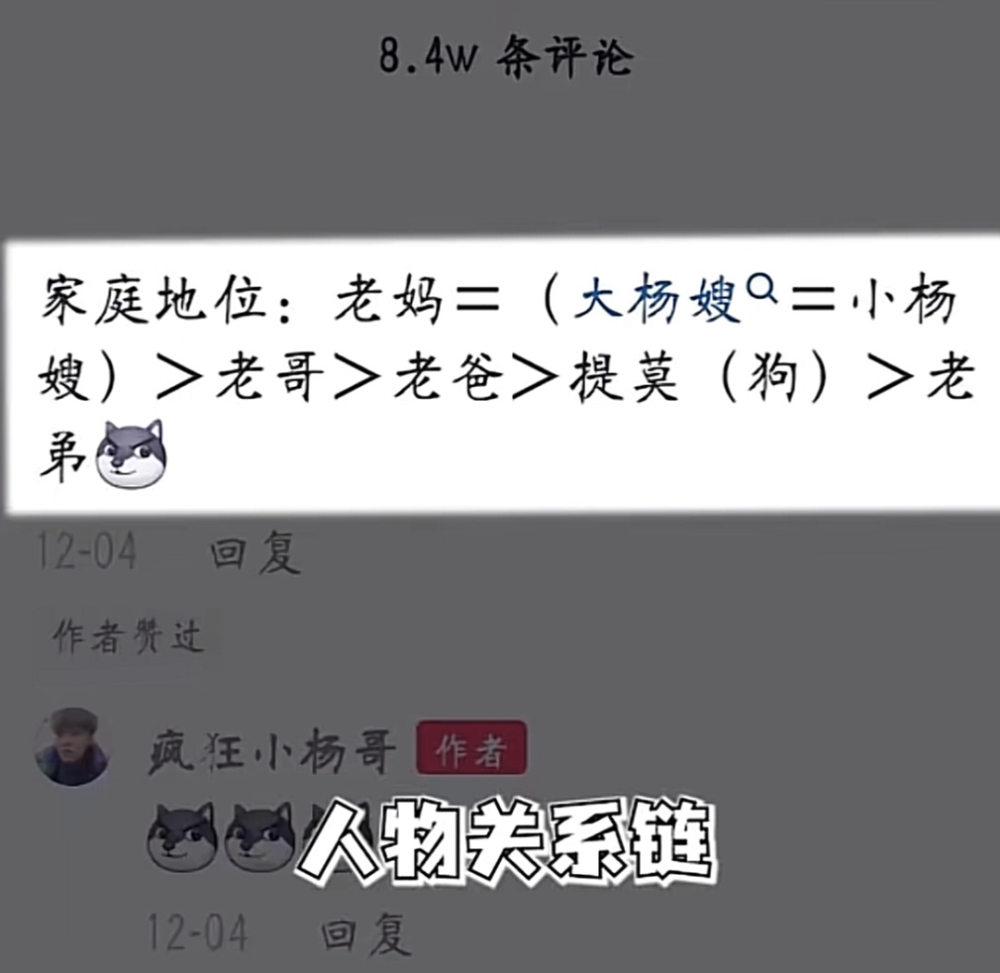 8.4w 条评论
家庭地位：老妈＝（大杨嫂＝小杨
嫂）＞老哥＞老爸＞提莫（狗）＞老
弟
12-04 回复
作者赞过
疯狂小杨哥 作者
人物关系链
12-04 回复